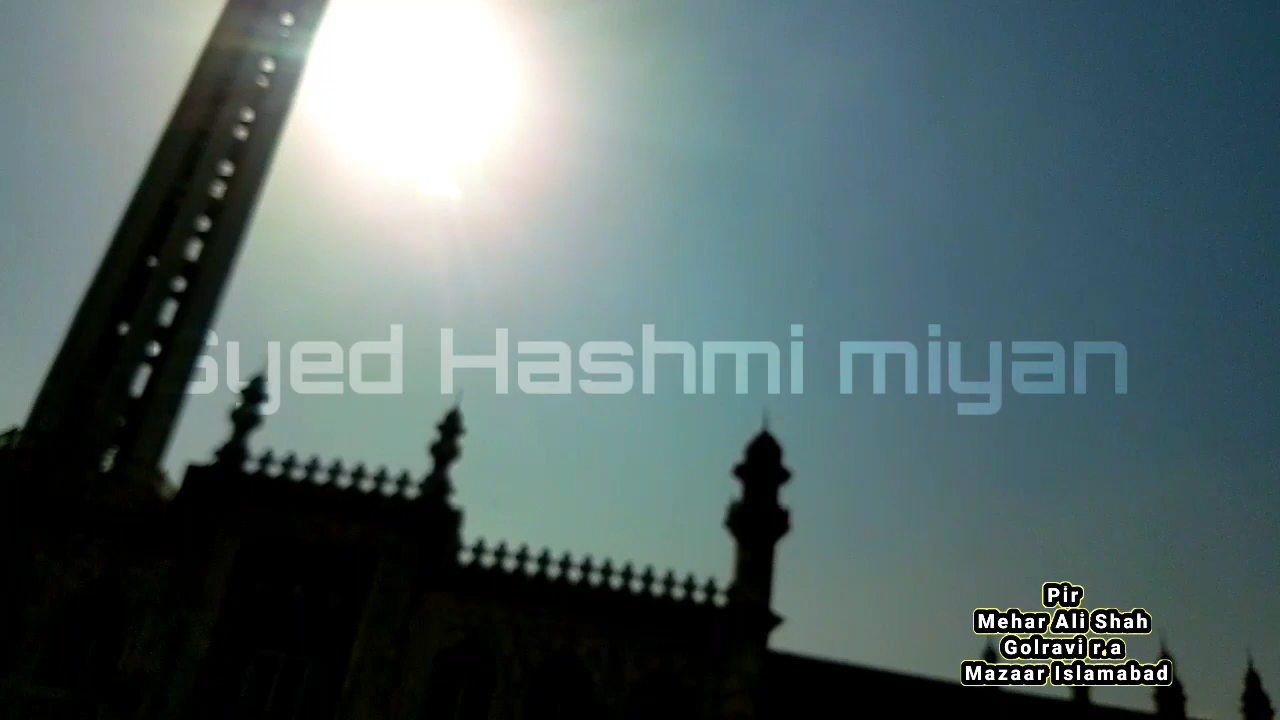 Syed Hashmi miyan
Pir
Mehar Ali Shah
Golravi r.a
Mazaar Islamabad